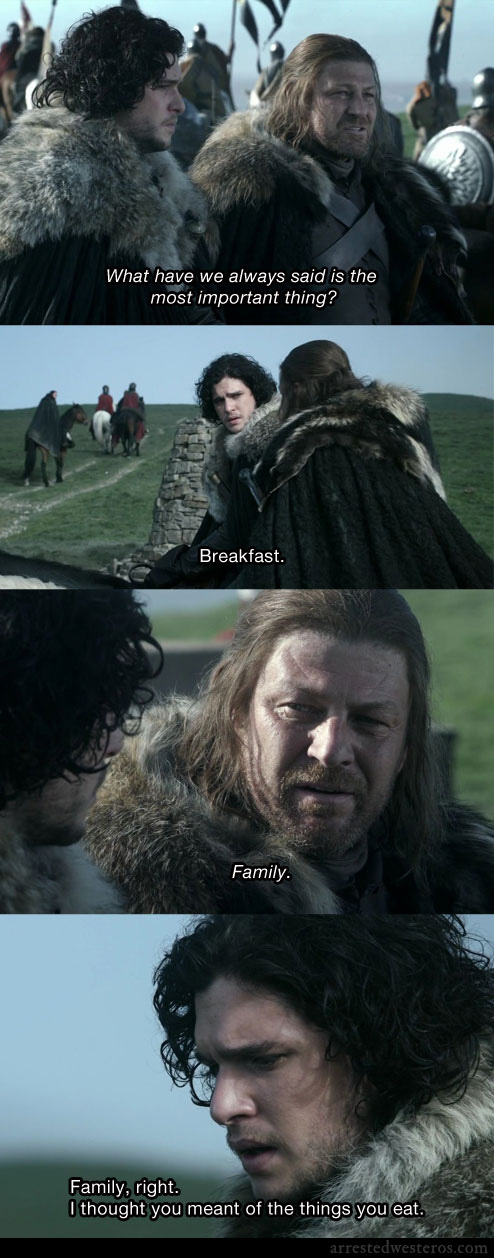 What have we always said is the
most important thing?
Breakfast.
Family.
Family, right.
I thought you meant of the things you eat.
arrestedwesteros.com